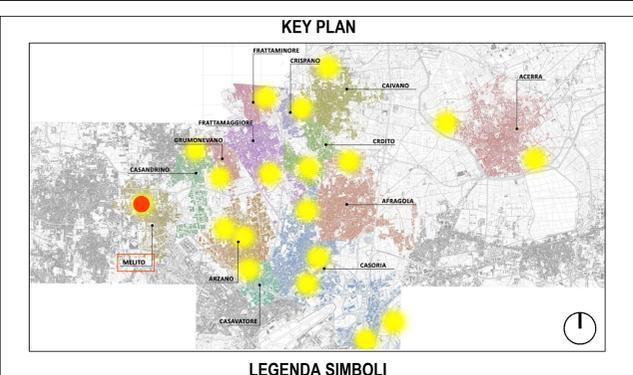 KEY PLAN
FRATTAMINORE
CRISPANO
CAIVANO
ACERRA
FRATTAMAGGIORE
GRUMONEVANO
CRDITO
CASANDRINO
AFRAGOLA
MELITO
ARZANO
CASORIA
CASAVATORE
LEGENDA SIMBOLI